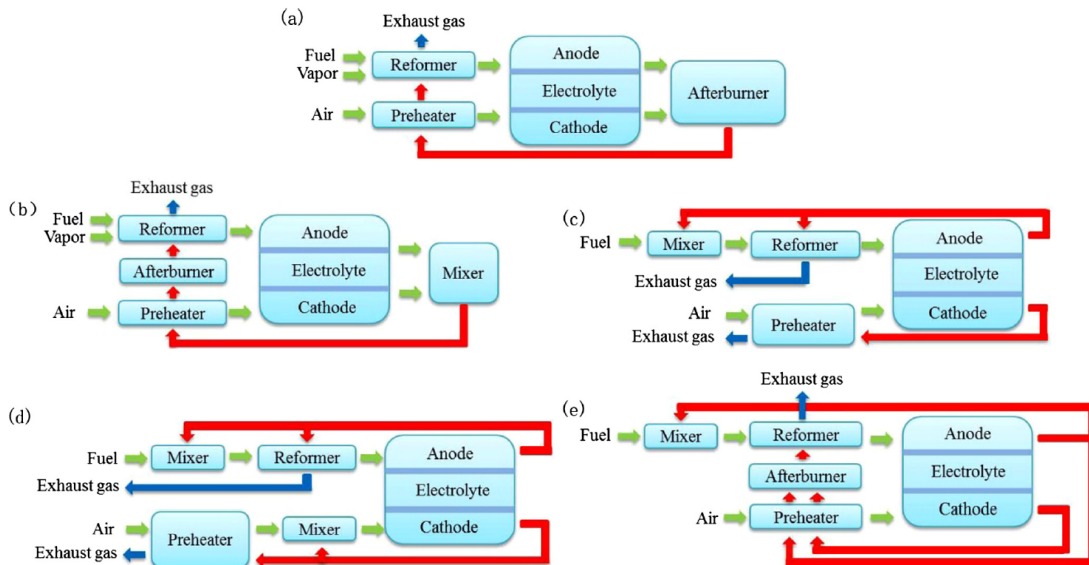 (a)
Exhaust gas
Fuel
Vapor
Reformer
Air
Preheater
Anode
Electrolyte
Cathode
Afterburner
(b)
Exhaust gas
Fuel
Vapor
Reformer
Afterburner
Air
Preheater
Anode
Electrolyte
Cathode
Mixer
(c)
Fuel
Mixer
Reformer
Exhaust gas
Air
Exhaust gas
Preheater
Anode
Electrolyte
Cathode
(d)
Fuel
Mixer
Reformer
Exhaust gas
Air
Exhaust gas
Preheater
Mixer
Anode
Electrolyte
Cathode
(e)
Exhaust gas
Fuel
Mixer
Reformer
Afterburner
Air
Preheater
Anode
Electrolyte
Cathode